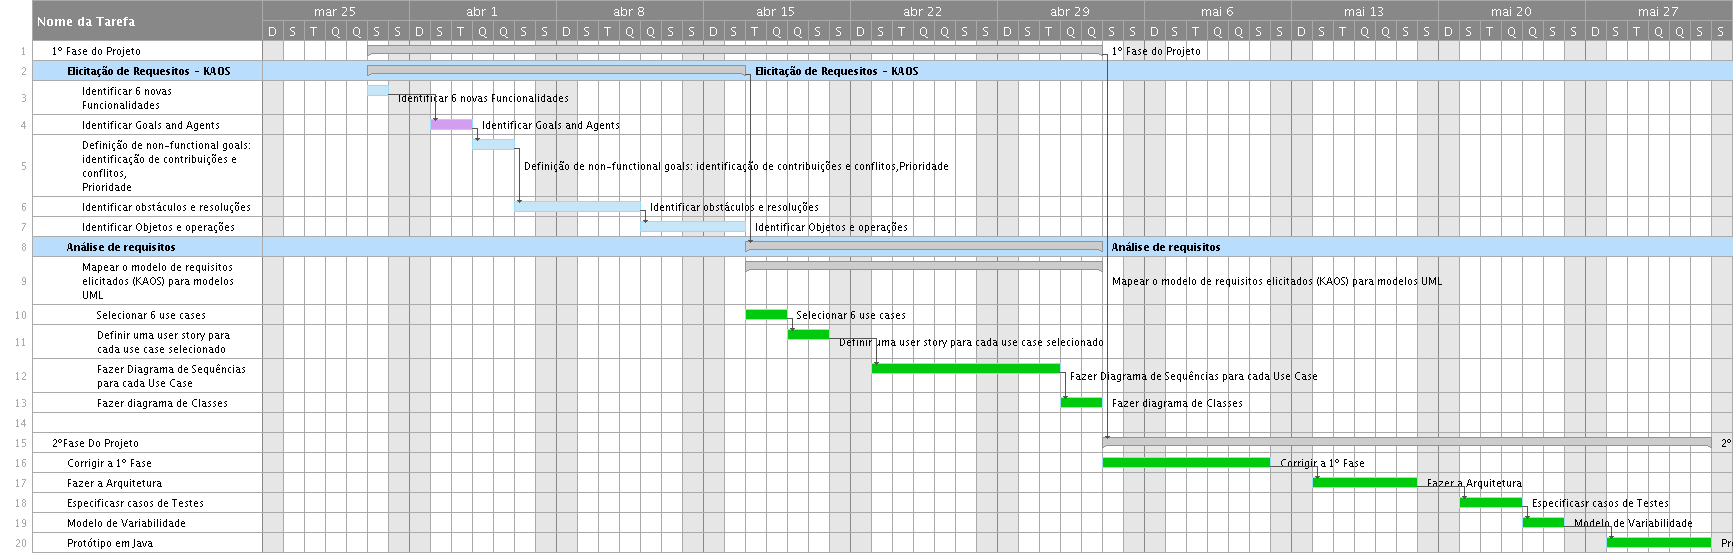 Nome da Tarefa
mar 25 abr 1 abr 8 abr 15 abr 22 abr 29 mai 6 mai 13 mai 20 mai 27
D S T Q Q S S D S T Q Q S S D S T Q Q S S D S T Q Q S S D S T Q Q S S D S T Q Q S S D S T Q Q S S D S T Q Q S S D S T Q Q S S D S T Q Q S S
1 1º Fase do Projeto 1º Fase do Projeto
2 Elicitação de Requesitos - KAOS Elicitação de Requesitos - KAOS
3 Identificar 6 novas
Funcionalidades
Identificar 6 novas Funcionalidades
4 Identificar Goals and Agents Identificar Goals and Agents
5 Definição de non-functional goals:
identificação de contribuições e
conflitos,
Prioridade
Definição de non-functional goals: identificação de contribuições e conflitos,Prioridade
6 Identificar obstáculos e resoluções Identificar obstáculos e resoluções
7 Identificar Objetos e operações Identificar Objetos e operações
8 Análise de requisitos Análise de requisitos
9 Mapear o modelo de requisitos
elicitados (KAOS) para modelos
UML
Mapear o modelo de requisitos elicitados (KAOS) para modelos UML
10 Selecionar 6 use cases Selecionar 6 use cases
11 Definir uma user story para
cada use case selecionado
Definir uma user story para cada use case selecionado
12 Fazer Diagrama de Sequências
para cada Use Case
Fazer Diagrama de Sequências para cada Use Case
13 Fazer diagrama de Classes Fazer diagrama de Classes
14
15 2ºFase Do Projeto 2º
16 Corrigir a 1º Fase Corrigir a 1º Fase
17 Fazer a Arquitetura Fazer a Arquitetura
18 Especificasr casos de Testes Especificasr casos de Testes
19 Modelo de Variabilidade Modelo de Variabilidade
20 Protótipo em Java Pr